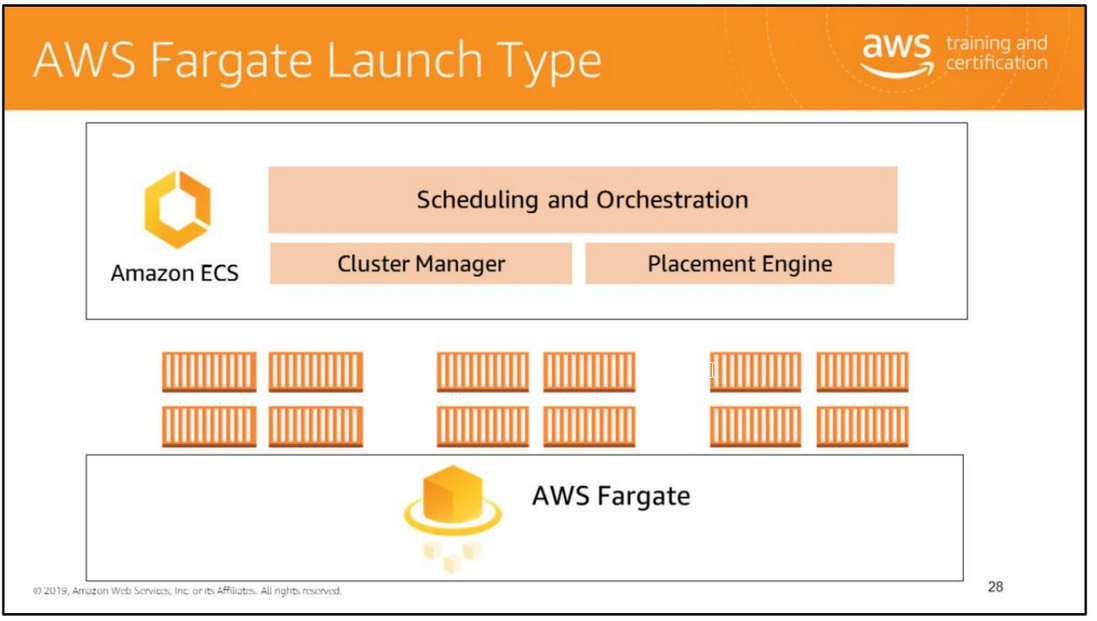 AWS Fargate Launch Type
aws training and
certification
Scheduling and Orchestration
Amazon ECS
Cluster Manager
Placement Engine
AWS Fargate
© 2019, Amazon Web Services, Inc. or its Affiliates. All rights reserved.
28